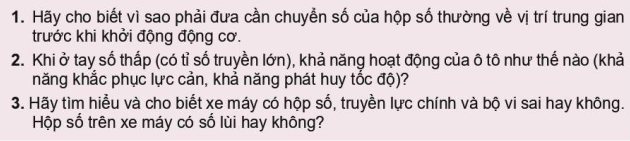 1. Hãy cho biết vì sao phải đưa cần chuyển số của hộp số thường về vị trí trung gian
trước khi khởi động động cơ.
2. Khi ở tay số thấp (có tỉ số truyền lớn), khả năng hoạt động của ô tô như thế nào (khả
năng khắc phục lực cản, khả năng phát huy tốc độ)?
3. Hãy tìm hiểu và cho biết xe máy có hộp số, truyền lực chính và bộ vi sai hay không.
Hộp số trên xe máy có số lùi hay không?